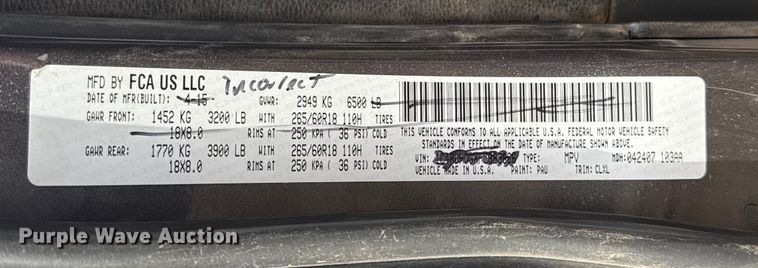 MFD BY FCA US LLC Incorrect
DATE OF MFR(BUILT): 4-15 GVWR: 2949 KG 6500 LB
GAWR FRONT: 1452 KG 3200 LB WITH 265/60R18 110H TIRES
18X8.0 RIMS AT 250 KPA ( 36 PSI) COLD
GAWR REAR: 1770 KG 3900 LB WITH 265/60R18 110H TIRES
18X8.0 RIMS AT 250 KPA ( 36 PSI) COLD
THIS VEHICLE CONFORMS TO ALL APPLICABLE U.S.A. FEDERAL MOTOR VEHICLE SAFETY
STANDARDS IN EFFECT ON THE DATE OF MANUFACTURE SHOWN ABOVE.
VIN: TYPE: MPV MDH: 042407 103AA
VEHICLE MADE IN U.S.A. PAINT: PAU TRIM: CLXL
Purple Wave Auction